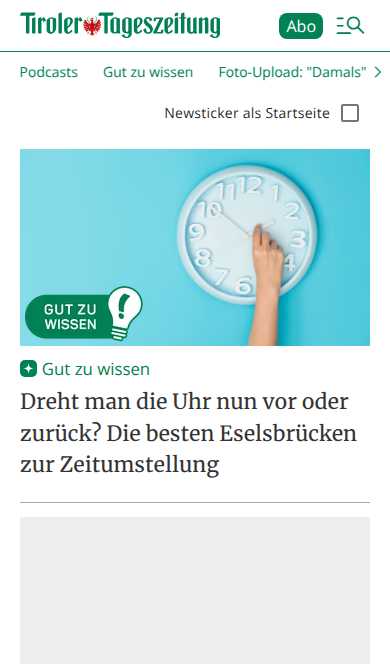 Tiroler Tageszeitung
Abo
Podcasts Gut zu wissen Foto-Upload: "Damals"
Newsticker als Startseite
11 12 1
10 2
9 3
8 4
7 6
GUT ZU
WISSEN
Gut zu wissen
Dreht man die Uhr nun vor oder
zurück? Die besten Eselsbrücken
zur Zeitumstellung